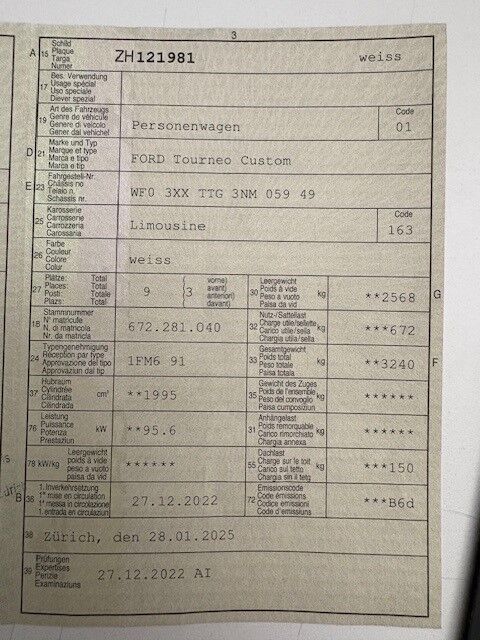 3
A 15 Schild
Plaque
Targa
Numer
ZH121981 weiss
17 Bes. Verwendung
Usage spécial
Uso speciale
Diever spezial
19 Art des Fahrzeugs
Genre de véhicule
Genere di veicolo
Gener dal vehichel
Personenwagen
Code
01
D 21 Marke und Typ
Marque et type
Marca e tipo
Marca e tip
FORD Tourneo Custom
E 23 Fahrgestell-Nr.
Châssis no
Telaio n.
Schassis nr.
WF0 3XX TTG 3NM 059 49
25 Karosserie
Carrosserie
Carrozzeria
Carossaria
Limousine
Code
163
26 Farbe
Couleur
Colore
Colur
weiss
27 Plätze: Total
Places: Total
Posti: Totale
Plazs: Total
9 (3 vorne)
avant)
anteriori)
davant)
30 Leergewicht
Poids à vide
Peso a vuoto
Paisa da vid
kg
**2568 G
18 Stammnummer
N° matricule
N. di matricola
Nr. da matricla
672.281.040
32 Nutz-/Sattellast
Charge utile/sellette
Carico utile/sella
Chargia utila/sella
kg
***672
24 Typengenehmigung
Réception par type
Approvazione del tipo
Approvaziun dal tip
1FM6 91
33 Gesamtgewicht
Poids total
Peso totale
Paisa totala
kg
**3240 F
37 Hubraum
Cylindrée
Cilindrata
Cilindrada
cm³
**1995
35 Gewicht des Zuges
Poids de l'ensemble
Peso del convoglio
Paisa cumposiziun
kg
******
76 Leistung
Puissance
Potenza
Prestaziun
kW
**95.6
31 Anhängelast
Poids remorquable
Carico rimorchiato
Chargia annexa
kg
******
78 kW/kg Leergewicht
poids à vide
peso a vuoto
paisa da vid
******
55 Dachlast
Charge sur le toit
Carico sul tetto
Chargia sin il tetg
kg
***150
B 36 1. Inverkehrsetzung
1re mise en circulation
1a messa in circolazione
1. entrada en circulaziun
27.12.2022
72 Emissionscode
Code émissions
Codice emissioni
Code d'emissiuns
***B6d
38 Zürich, den 28.01.2025
39 Prüfungen
Expertises
Perizie
Examinaziuns
27.12.2022 AI